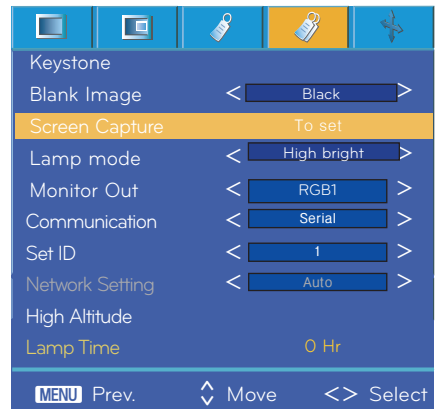 Keystone
Blank Image < Black >
Screen Capture To set
Lamp mode < High bright >
Monitor Out < RGB1 >
Communication < Serial >
Set ID < 1 >
Network Setting < Auto >
High Altitude
Lamp Time 0 Hr
MENU Prev. Move <> Select